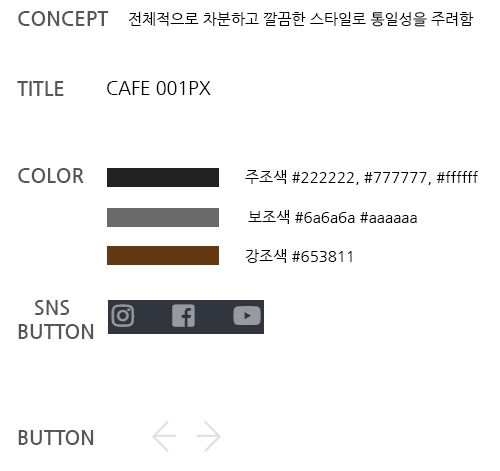 CONCEPT 전체적으로 차분하고 깔끔한 스타일로 통일성을 주려함
TITLE CAFE 001PX
COLOR 주조색 #222222, #777777, #ffffff
보조색 #6a6a6a #aaaaaa
강조색 #653811
SNS
BUTTON
BUTTON